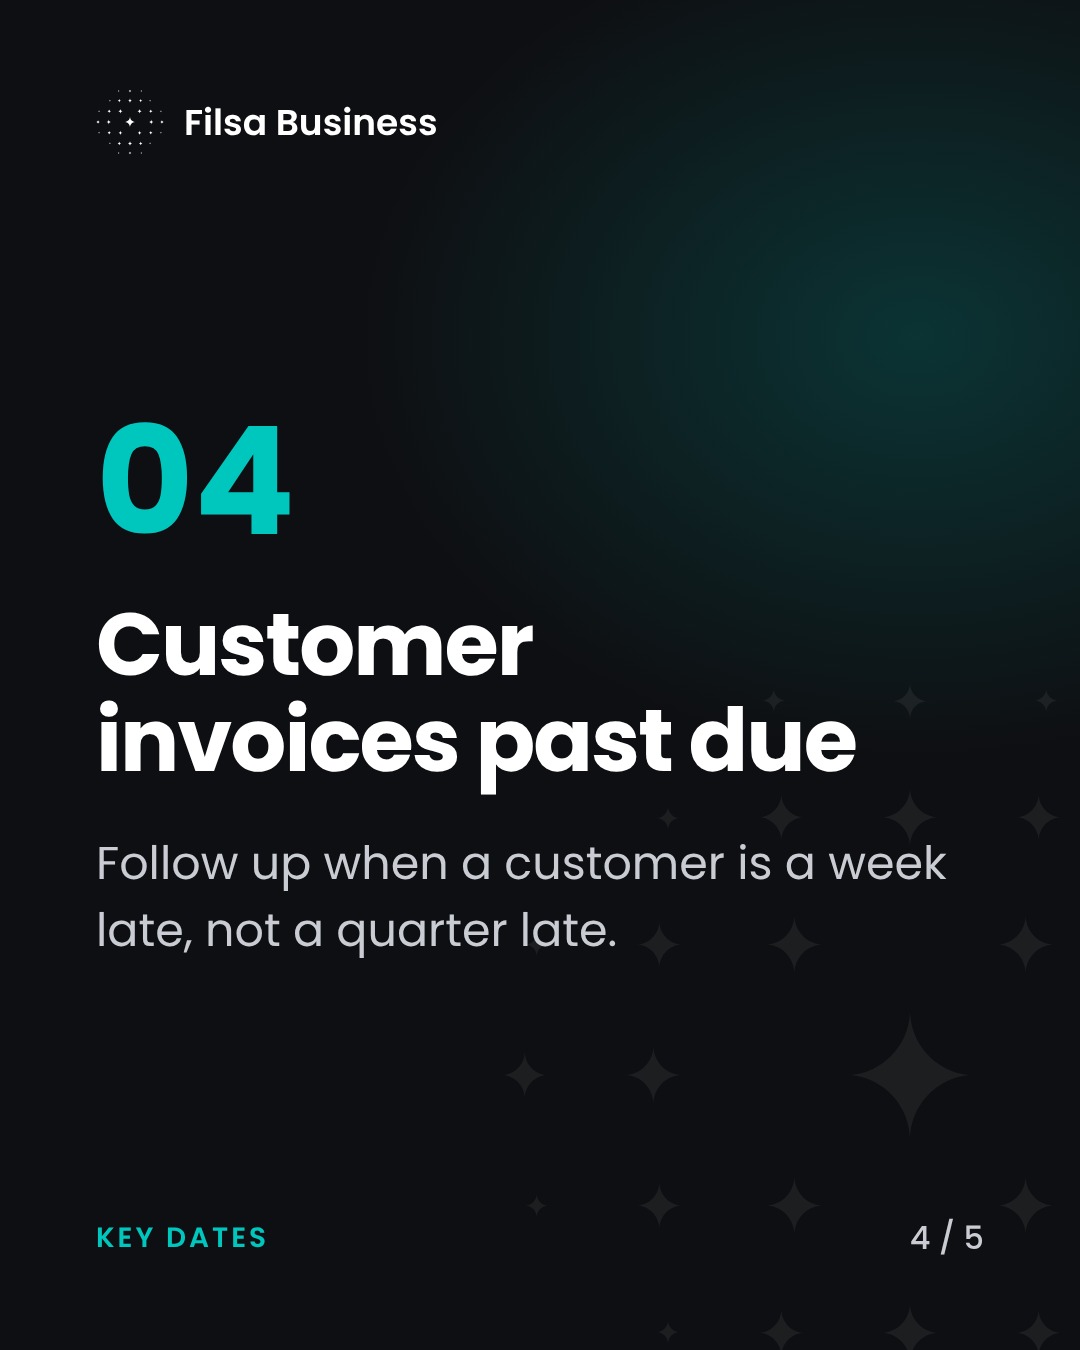 Filsa Business
04
Customer
invoices past due
Follow up when a customer is a week
late, not a quarter late.
KEY DATES
4 / 5